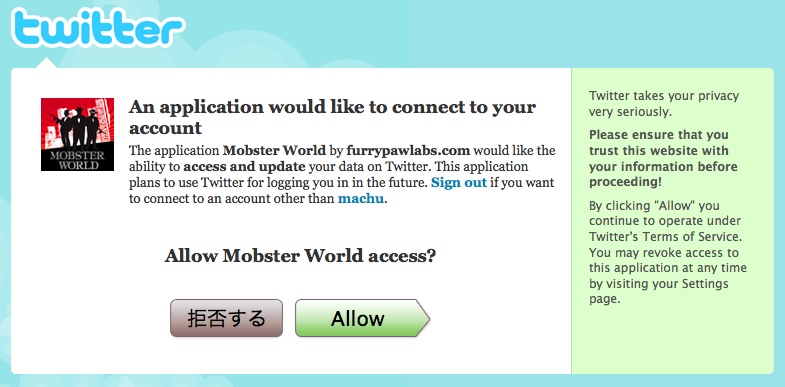 twitter
MOBSTER
WORLD
An application would like to connect to your
account
The application Mobster World by furrypawlabs.com would like the
ability to access and update your data on Twitter. This application
plans to use Twitter for logging you in in the future. Sign out if you want
to connect to an account other than machu.
Allow Mobster World access?
拒否する
Allow
Twitter takes your privacy
very seriously.
Please ensure that you
trust this website with
your information before
proceeding!
By clicking "Allow" you
continue to operate under
Twitter's Terms of Service.
You may revoke access to
this application at any time
by visiting your Settings
page.